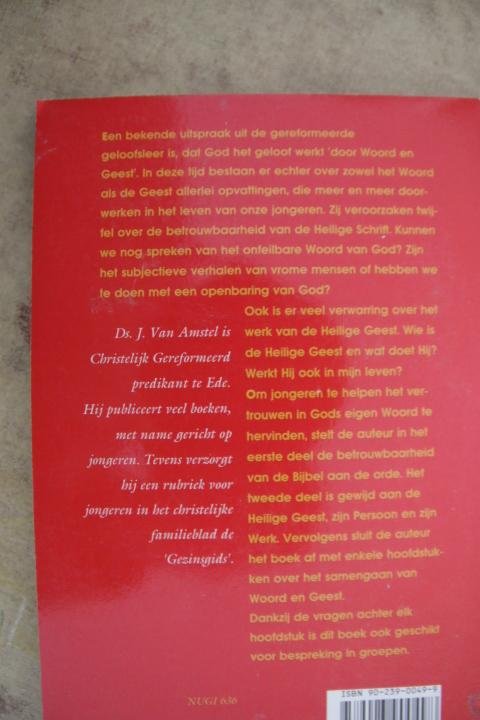 Een bekende uitspraak uit de gereformeerde
geloofsleer is, dat God het geloof werkt 'door Woord en
Geest'. In deze tijd bestaan er echter over zowel het Woord
als de Geest allerlei opvattingen, die meer en meer door-
werken in het leven van onze jongeren. Zij veroorzaken twij-
fel over de betrouwbaarheid van de Heilige Schrift. Kunnen
we nog spreken van het onfeilbare Woord van God? Zijn
het subjectieve verhalen van vrome mensen of hebben we
te doen met een openbaring van God?
Ook is er veel verwarring over het
werk van de Heilige Geest. Wie is
de Heilige Geest en wat doet Hij?
Werkt Hij ook in mijn leven?
Om jongeren te helpen het ver-
trouwen in Gods eigen Woord te
hervinden, stelt de auteur in het
eerste deel de betrouwbaarheid
van de Bijbel aan de orde. Het
tweede deel is gewijd aan de
Heilige Geest, zijn Persoon en zijn
Werk. Vervolgens sluit de auteur
het boek af met enkele hoofdstuk-
ken over het samengaan van
Woord en Geest.
Dankzij de vragen achter elk
hoofdstuk is dit boek ook geschikt
voor bespreking in groepen.
Ds. J. Van Amstel is
Christelijk Gereformeerd
predikant te Ede.
Hij publiceert veel boeken,
met name gericht op
jongeren. Tevens verzorgt
hij een rubriek voor
jongeren in het christelijke
familieblad de
'Gezinsgids'.
NUGI 636
ISBN 90-239-0049-9